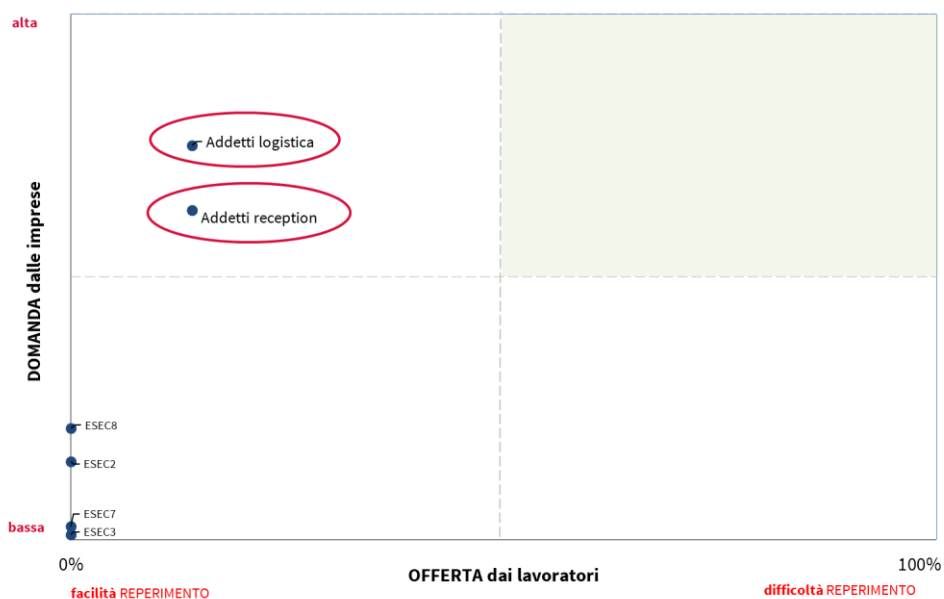 alta
Addetti logistica
Addetti reception
DOMANDA dalle imprese
ESEC8
ESEC2
ESEC7
ESEC3
bassa
0%
100%
OFFERTA dai lavoratori
facilità REPERIMENTO
difficoltà REPERIMENTO